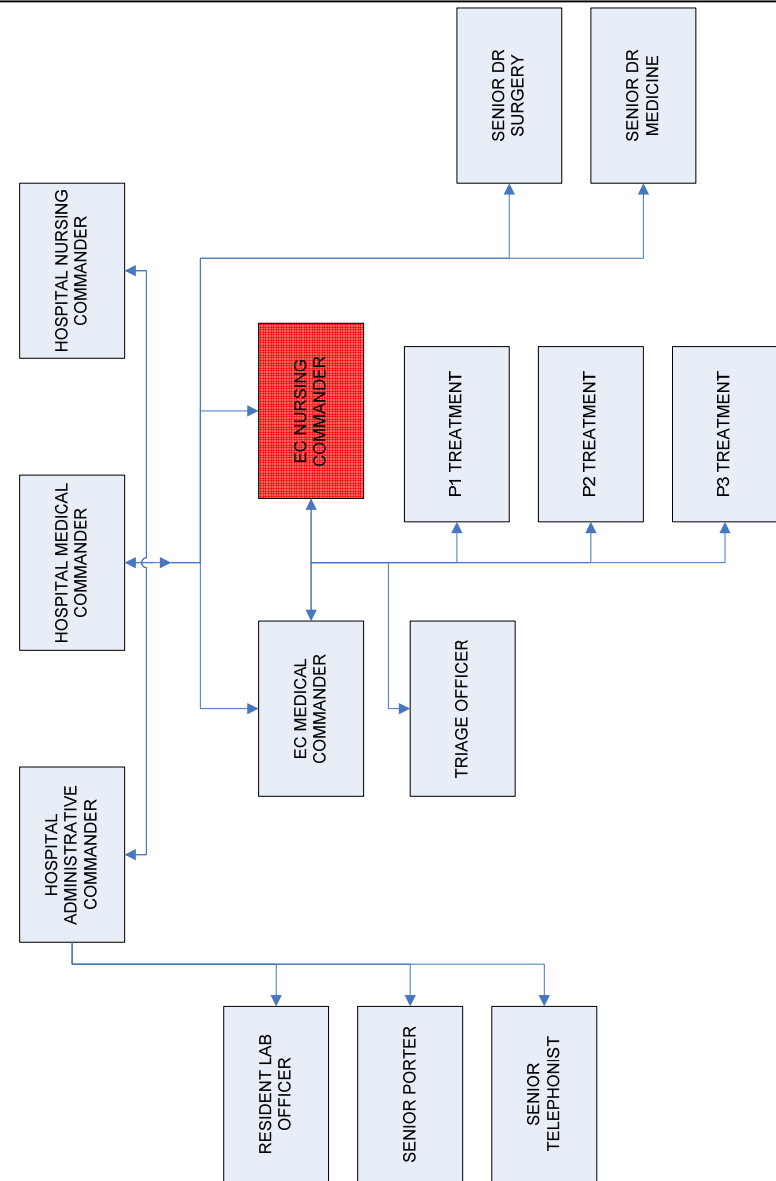 HOSPITAL
ADMINISTRATIVE
COMMANDER
HOSPITAL MEDICAL
COMMANDER
HOSPITAL NURSING
COMMANDER
RESIDENT LAB
OFFICER
SENIOR PORTER
SENIOR
TELEPHONIST
EC MEDICAL
COMMANDER
EC NURSING
COMMANDER
TRIAGE OFFICER
P1 TREATMENT
P2 TREATMENT
P3 TREATMENT
SENIOR DR
SURGERY
SENIOR DR
MEDICINE